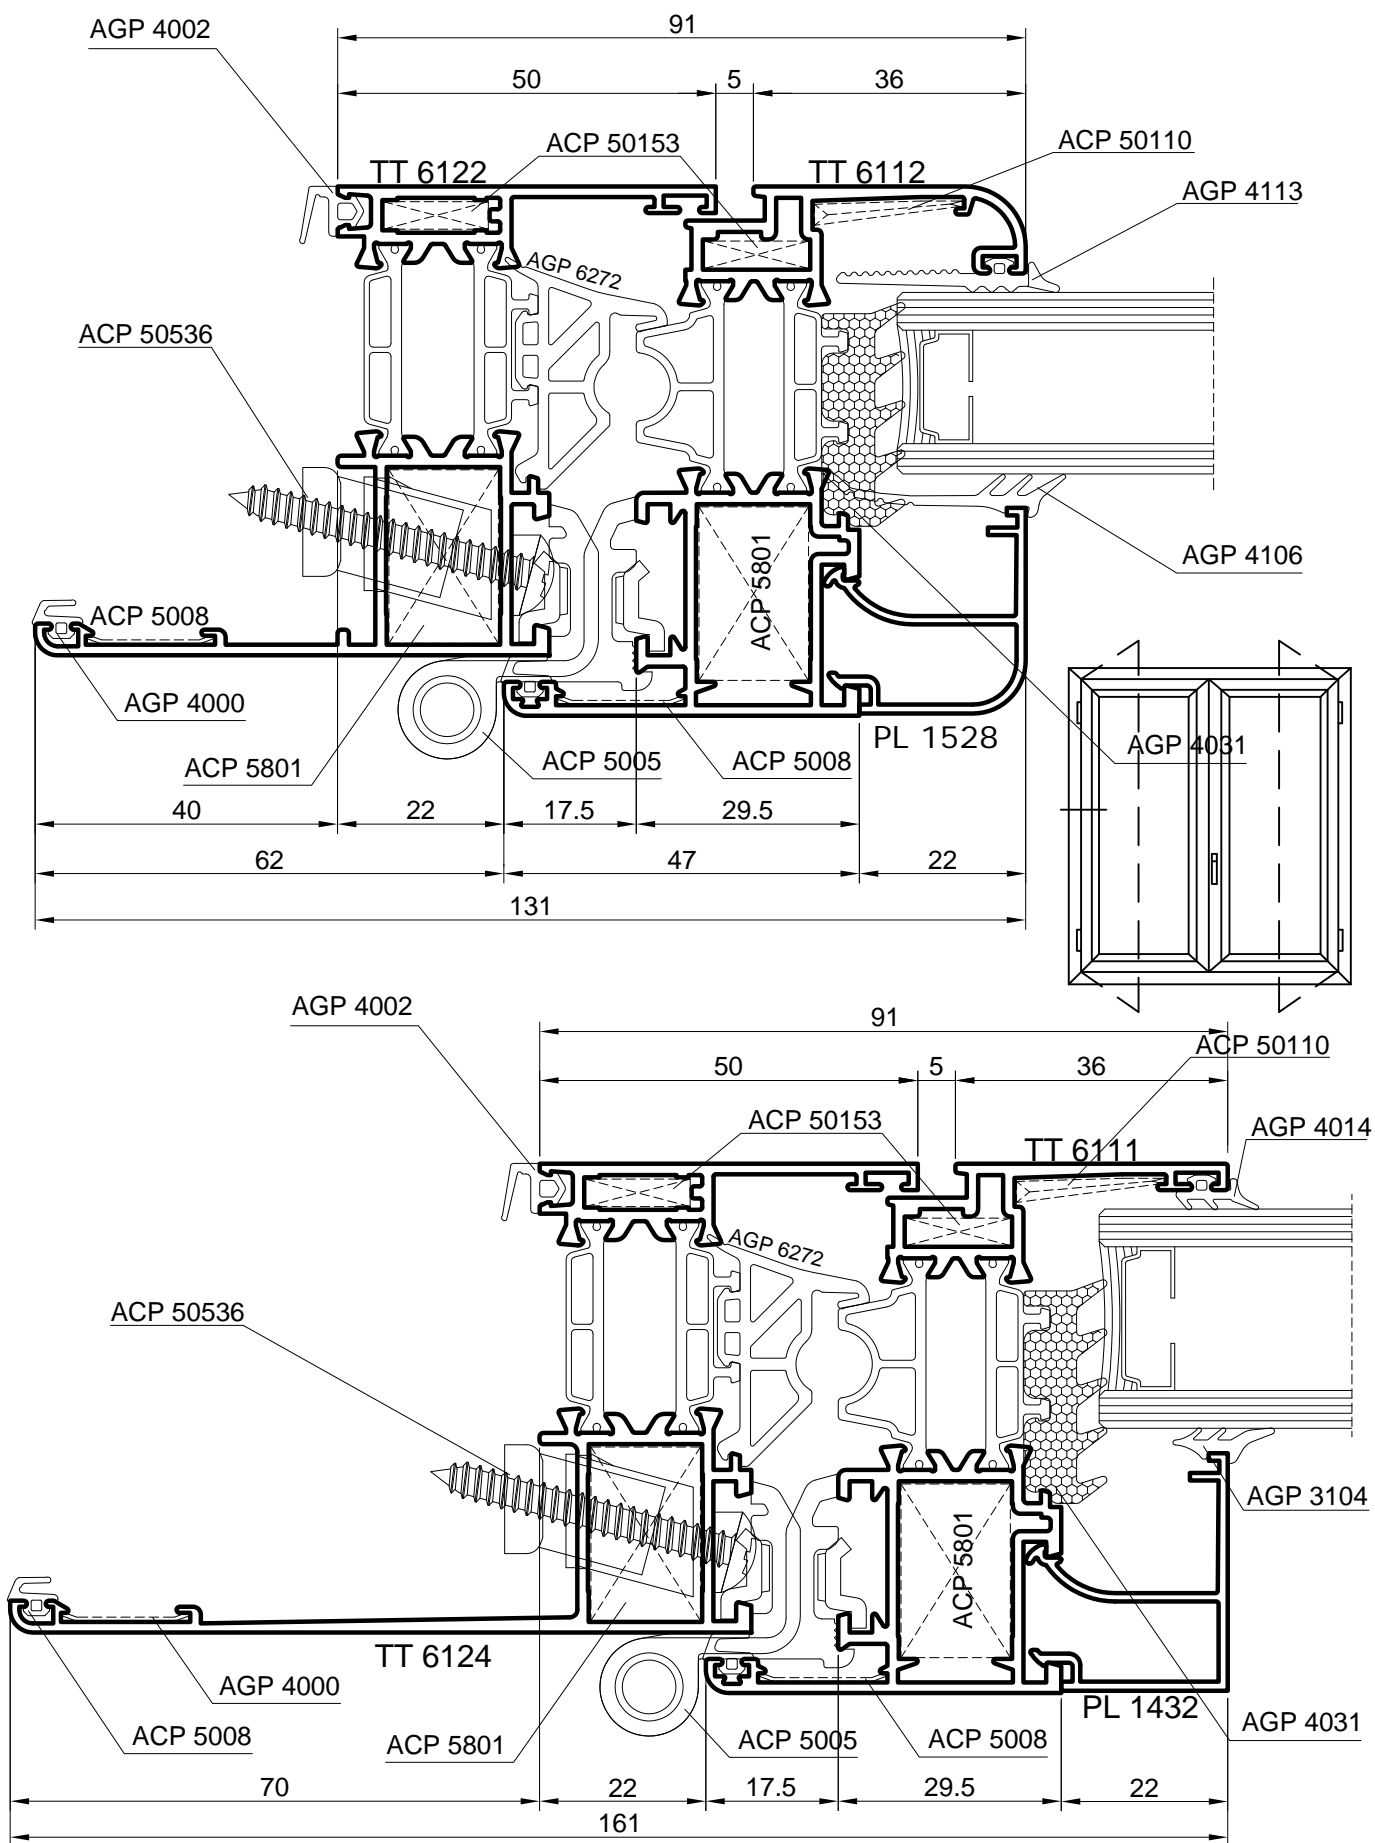 91
AGP 4002
50 5 36
ACP 50153
ACP 50110
TT 6122
TT 6112
AGP 4113
AGP 6272
ACP 50536
ACP 5801
AGP 4106
ACP 5008
AGP 4000
PL 1528
AGP 4031
ACP 5801
ACP 5005
ACP 5008
40 22 17.5 29.5
62 47 22
131
AGP 4002
91
ACP 50110
50 5 36
ACP 50153
TT 6111
AGP 4014
AGP 6272
ACP 50536
AGP 3104
ACP 5801
TT 6124
AGP 4000
PL 1432
AGP 4031
ACP 5008
ACP 5801
ACP 5005
ACP 5008
70 22 17.5 29.5 22
161